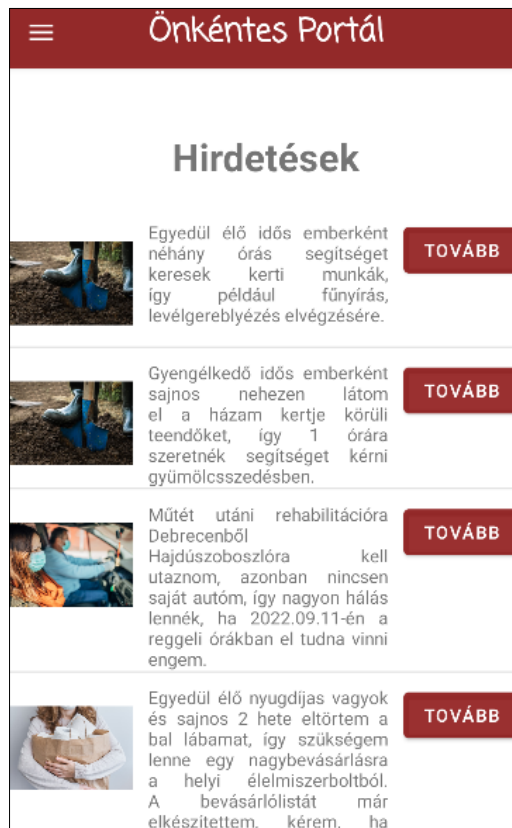 Önkéntes Portál
Hirdetések
Egyedül élő idős emberként
néhány órás segítséget
keresek kerti munkák,
így például fűnyírás,
levélgereblyézés elvégzésére.
TOVÁBB
Gyengélkedő idős emberként
sajnos nehezen látom
el a házam kertje körüli
teendőket, így 1 órára
szeretnék segítséget kérni
gyümölcsszedésben.
TOVÁBB
Műtét utáni rehabilitációra
Debrecenből
Hajdúszoboszlóra kell
utaznom, azonban nincsen
saját autóm, így nagyon hálás
lennék, ha 2022.09.11-én a
reggeli órákban el tudna vinni
engem.
TOVÁBB
Egyedül élő nyugdíjas vagyok
és sajnos 2 hete eltörtem a
bal lábamat, így szükségem
lenne egy nagybevásárlásra
a helyi élelmiszerboltból.
A bevásárlólistát már
elkészítettem, kérem, ha
TOVÁBB